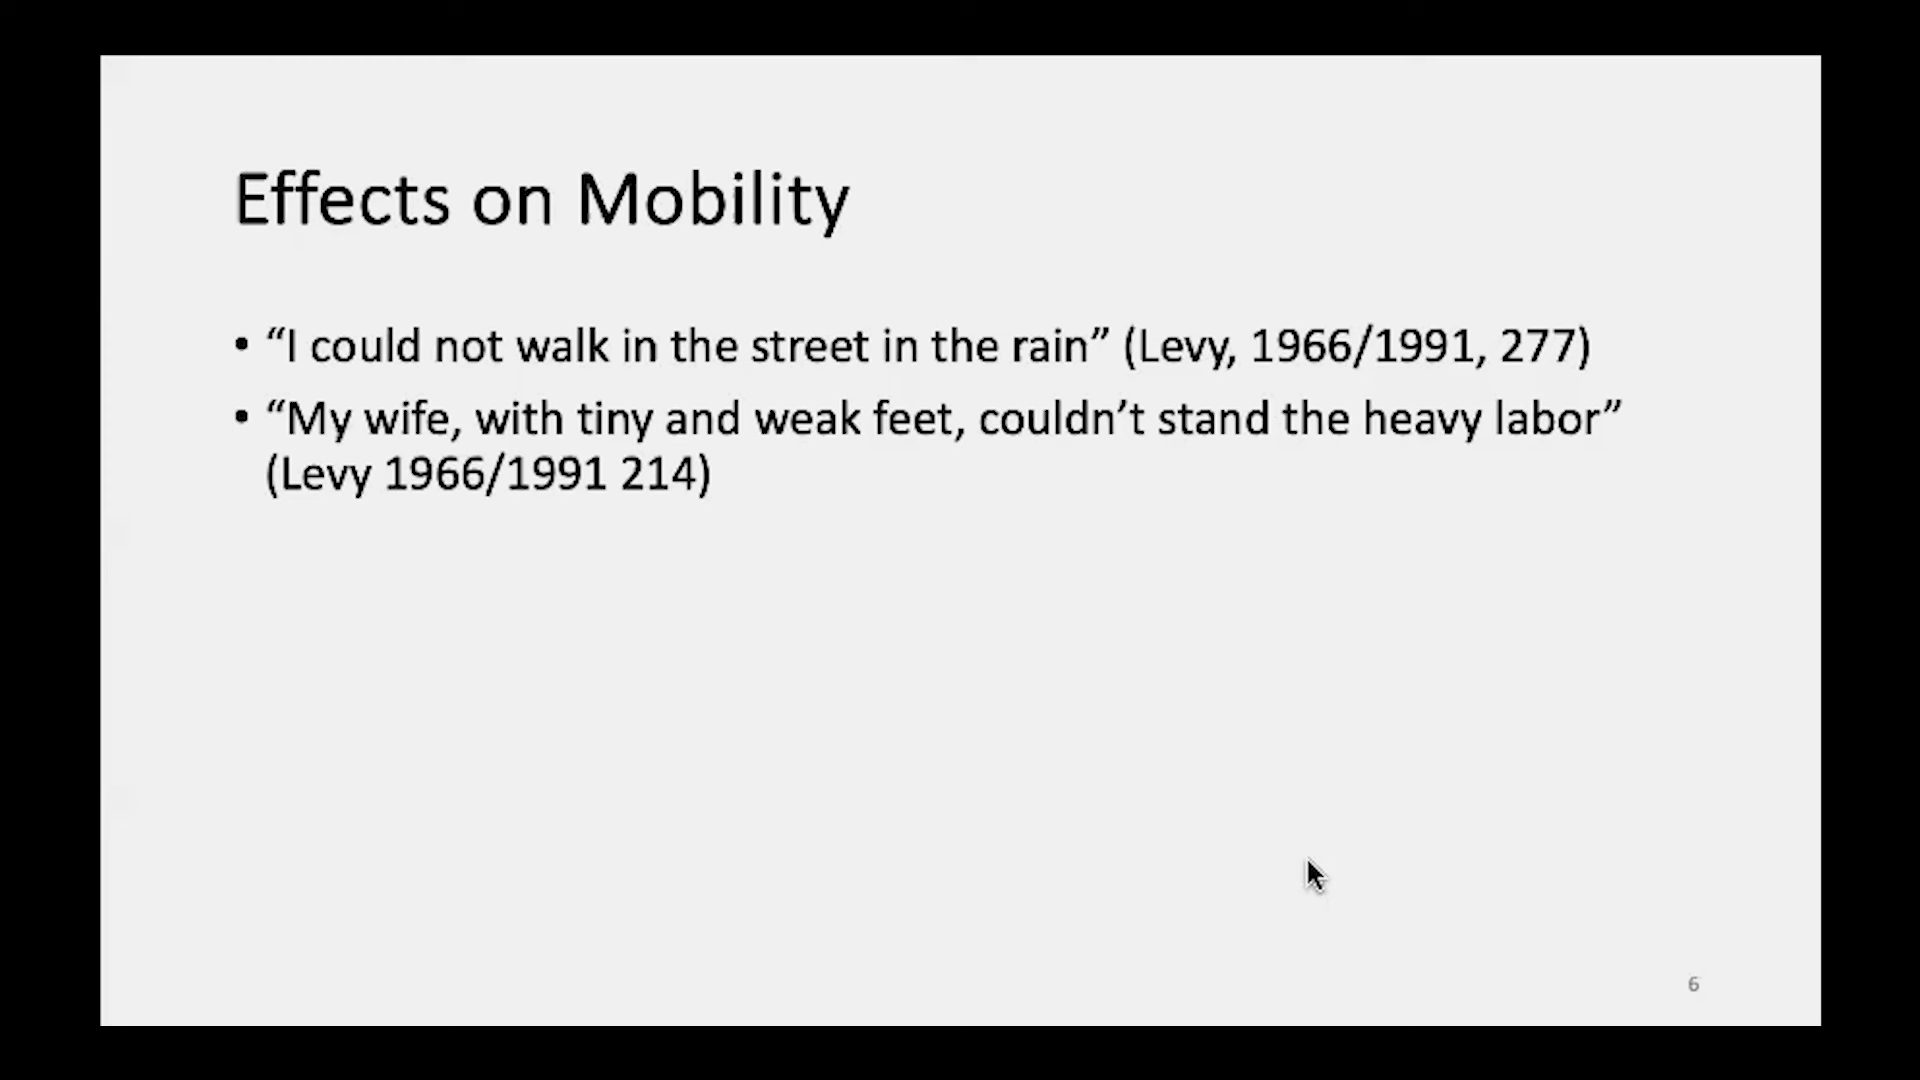 Effects on Mobility
• “I could not walk in the street in the rain” (Levy, 1966/1991, 277)
• “My wife, with tiny and weak feet, couldn’t stand the heavy labor”
(Levy 1966/1991 214)
6